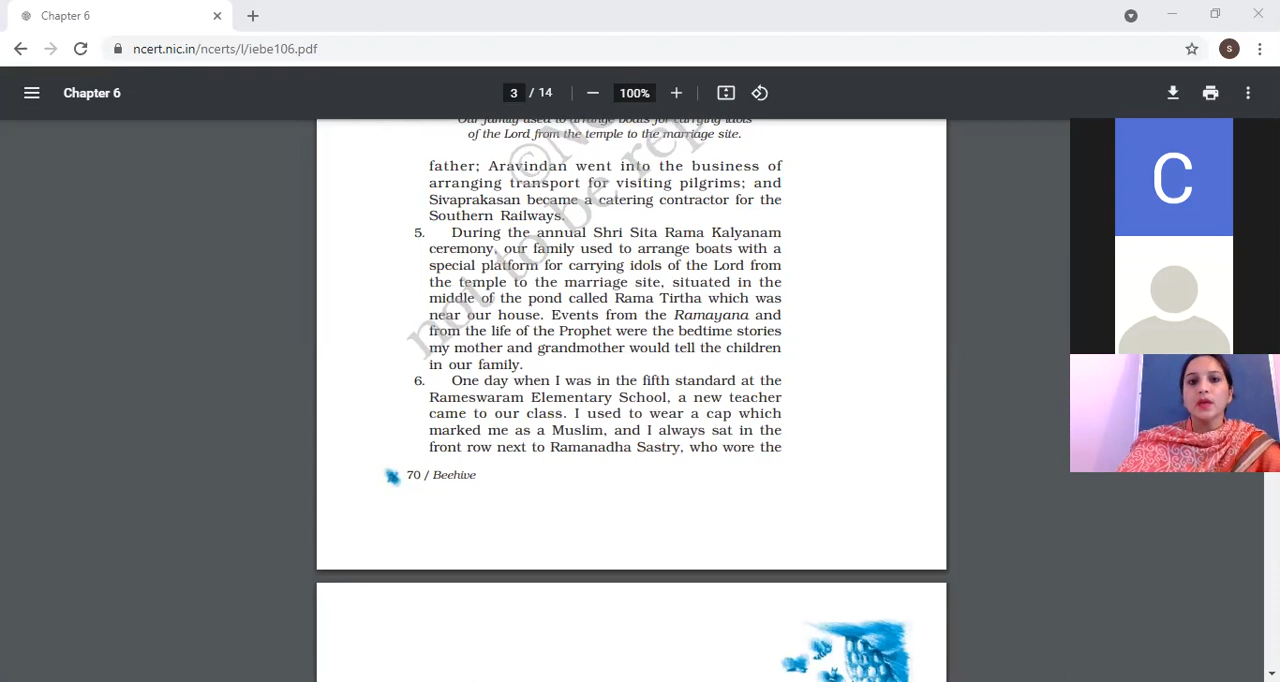 Chapter 6
ncert.nic.in/ncerts/l/iebe106.pdf
S
Chapter 6
3 / 14
100%
Our family used to arrange boats for carrying idols
of the Lord from the temple to the marriage site.
father; Aravindan went into the business of
arranging transport for visiting pilgrims; and
Sivaprakasan became a catering contractor for the
Southern Railways.
5. During the annual Shri Sita Rama Kalyanam
ceremony, our family used to arrange boats with a
special platform for carrying idols of the Lord from
the temple to the marriage site, situated in the
middle of the pond called Rama Tirtha which was
near our house. Events from the Ramayana and
from the life of the Prophet were the bedtime stories
my mother and grandmother would tell the children
in our family.
6. One day when I was in the fifth standard at the
Rameswaram Elementary School, a new teacher
came to our class. I used to wear a cap which
marked me as a Muslim, and I always sat in the
front row next to Ramanadha Sastry, who wore the
70 / Beehive
not to be rep
C